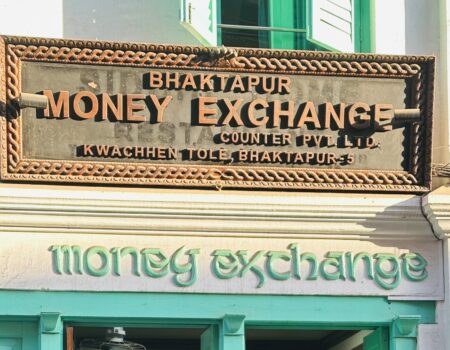 BHAKTAPUR
MONEY EXCHANGE
COUNTER PVT. LTD.
KWACHHEN TOLE, BHAKTAPUR-5
money exchange